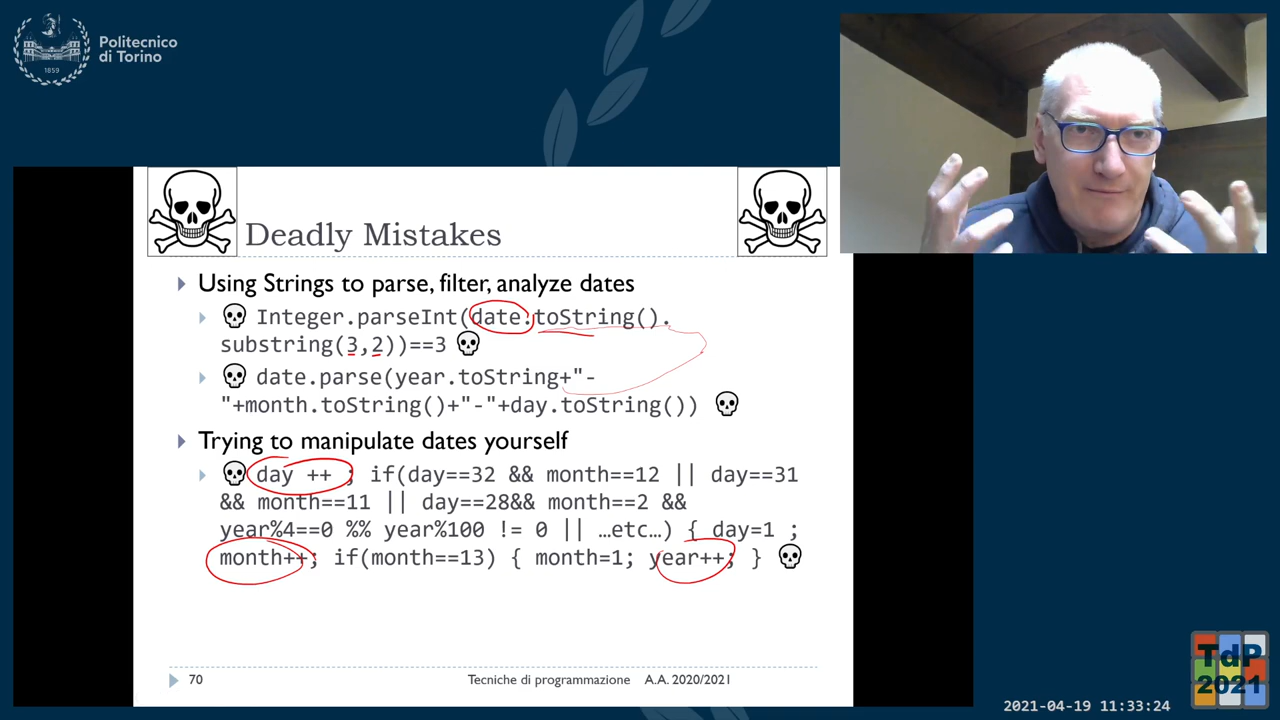 Politecnico
di Torino
1859
Deadly Mistakes
Using Strings to parse, filter, analyze dates
Integer.parseInt(date.toString().
substring(3,2))==3
date.parse(year.toString+"-
"+month.toString()+"-"+day.toString())
Trying to manipulate dates yourself
day ++ ; if(day==32 && month==12 || day==31
&& month==11 || day==28&& month==2 &&
year%4==0 %% year%100 != 0 || …etc…) { day=1 ;
month++; if(month==13) { month=1; year++; }
70
Tecniche di programmazione A.A. 2020/2021
TdP
2021
2021-04-19 11:33:24